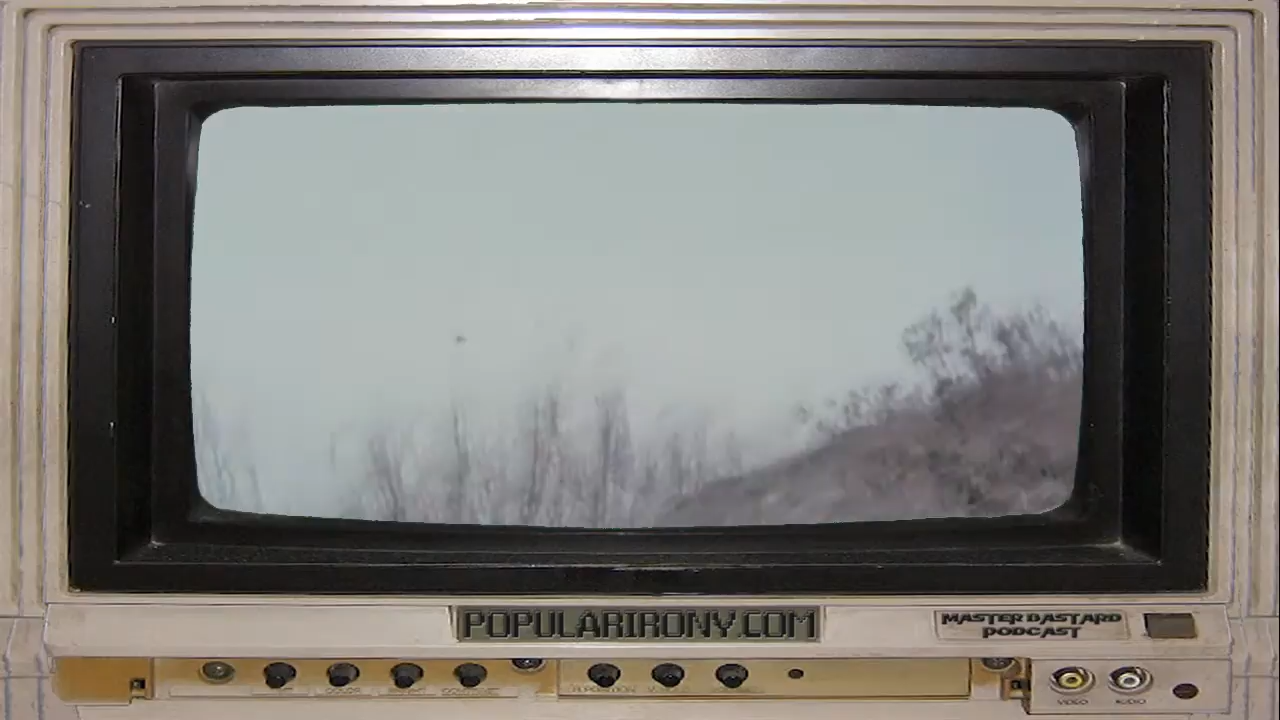 POPULARIRONY.COM
MASTER BASTARD
PODCAST
COLOR
VIDEO
AUDIO